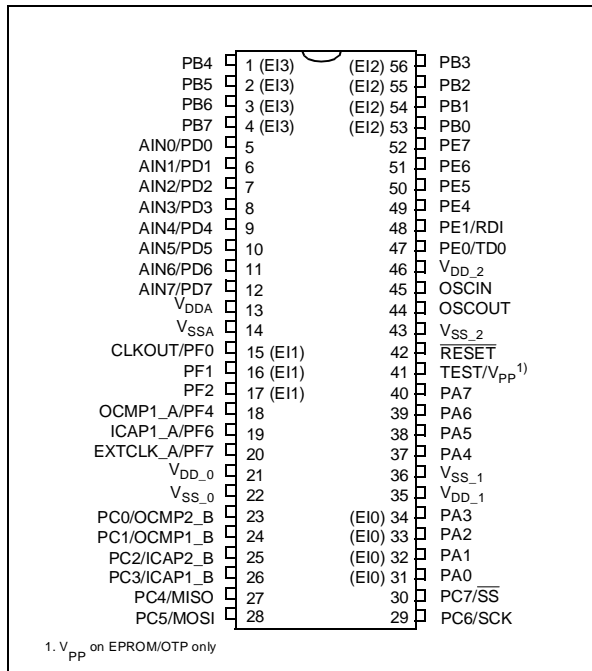 PB4 1 (EI3) (EI2) 56 PB3
PB5 2 (EI3) (EI2) 55 PB2
PB6 3 (EI3) (EI2) 54 PB1
PB7 4 (EI3) (EI2) 53 PB0
AIN0/PD0 5 52 PE7
AIN1/PD1 6 51 PE6
AIN2/PD2 7 50 PE5
AIN3/PD3 8 49 PE4
AIN4/PD4 9 48 PE1/RDI
AIN5/PD5 10 47 PE0/TD0
AIN6/PD6 11 46 VDD_2
AIN7/PD7 12 45 OSCIN
VDDA 13 44 OSCOUT
VSSA 14 43 VSS_2
CLKOUT/PF0 15 (EI1) 42 RESET
PF1 16 (EI1) 41 TEST/VPP1)
PF2 17 (EI1) 40 PA7
OCMP1_A/PF4 18 39 PA6
ICAP1_A/PF6 19 38 PA5
EXTCLK_A/PF7 20 37 PA4
VDD_0 21 36 VSS_1
VSS_0 22 35 VDD_1
PC0/OCMP2_B 23 (EI0) 34 PA3
PC1/OCMP1_B 24 (EI0) 33 PA2
PC2/ICAP2_B 25 (EI0) 32 PA1
PC3/ICAP1_B 26 (EI0) 31 PA0
PC4/MISO 27 30 PC7/SS
PC5/MOSI 28 29 PC6/SCK
1. VPP on EPROM/OTP only